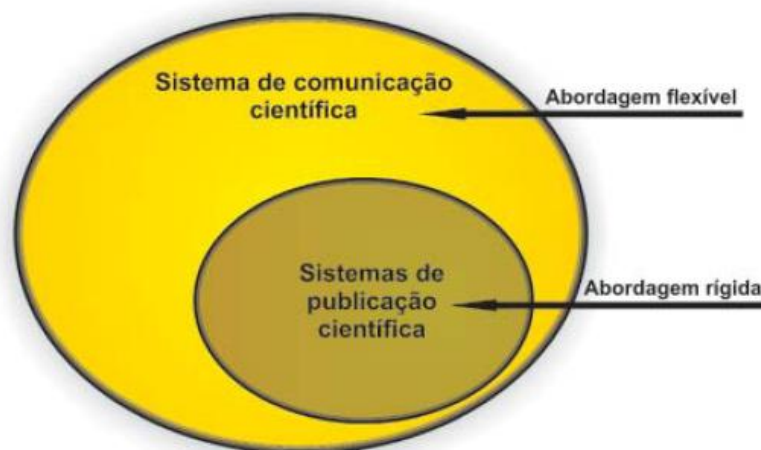 Sistema de comunicação
científica
Abordagem flexível
Sistemas de
publicação
científica
Abordagem rígida